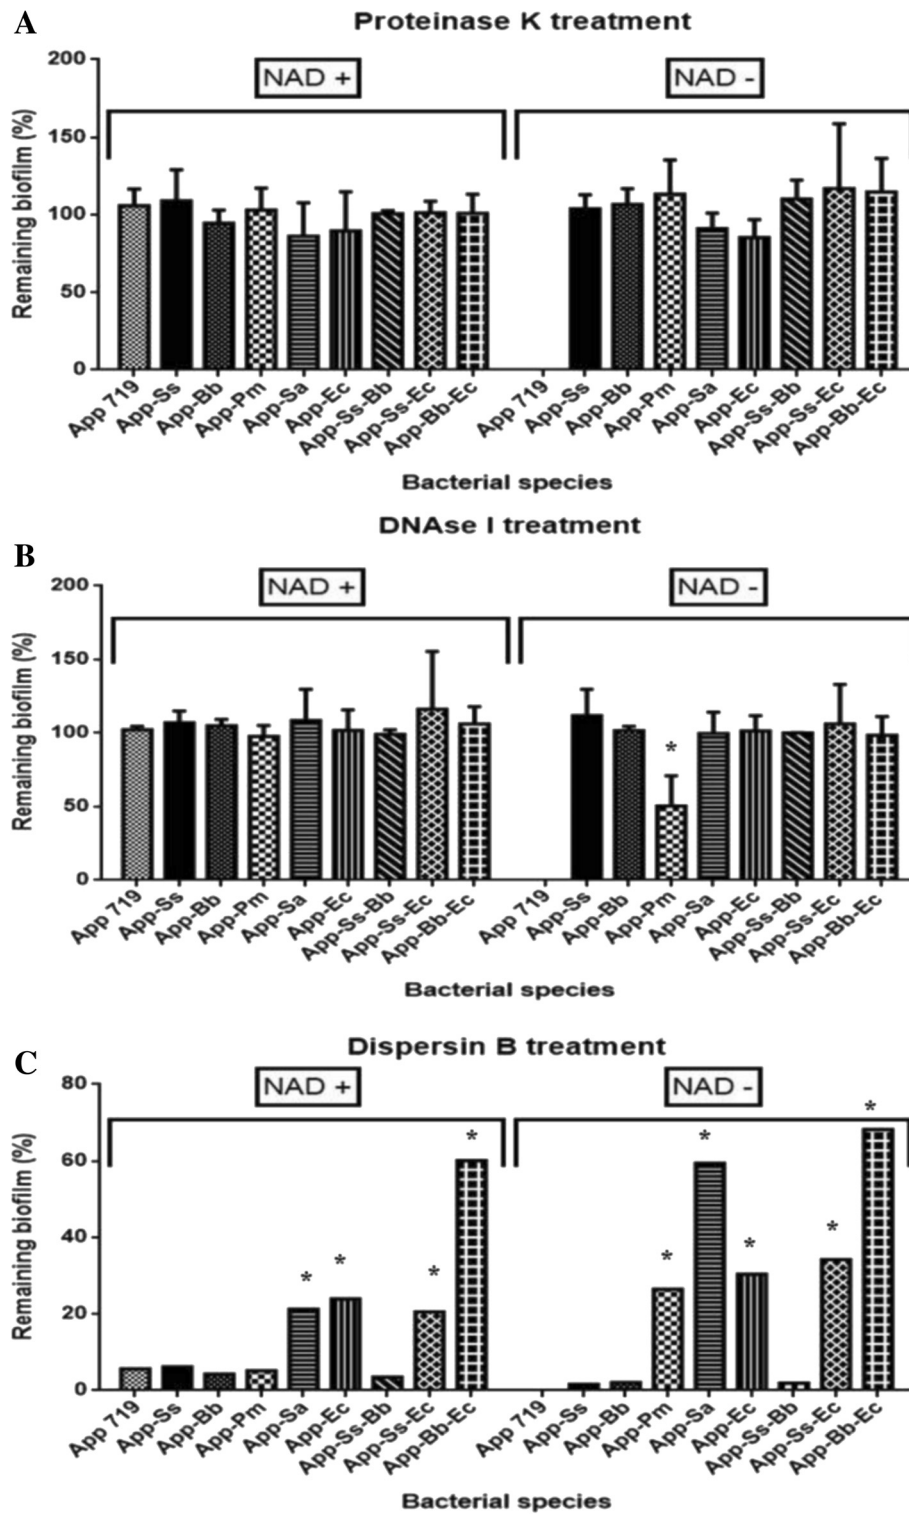 A
Proteinase K treatment
NAD +
NAD -
Remaining biofilm (%)
200
150
100
50
0
App 719
App-Ss
App-Bb
App-Pm
App-Sa
App-Ec
App-Ss-Bb
App-Ss-Ec
App-Bb-Ec
App 719
App-Ss
App-Bb
App-Pm
App-Sa
App-Ec
App-Ss-Bb
App-Ss-Ec
App-Bb-Ec
Bacterial species
B
DNAse I treatment
NAD +
NAD -
Remaining biofilm (%)
200
150
100
50
0
*
App 719
App-Ss
App-Bb
App-Pm
App-Sa
App-Ec
App-Ss-Bb
App-Ss-Ec
App-Bb-Ec
App 719
App-Ss
App-Bb
App-Pm
App-Sa
App-Ec
App-Ss-Bb
App-Ss-Ec
App-Bb-Ec
Bacterial species
C
Dispersin B treatment
NAD +
NAD -
Remaining biofilm (%)
80
60
40
20
0
* * * * * * * * *
App 719
App-Ss
App-Bb
App-Pm
App-Sa
App-Ec
App-Ss-Bb
App-Ss-Ec
App-Bb-Ec
App 719
App-Ss
App-Bb
App-Pm
App-Sa
App-Ec
App-Ss-Bb
App-Ss-Ec
App-Bb-Ec
Bacterial species